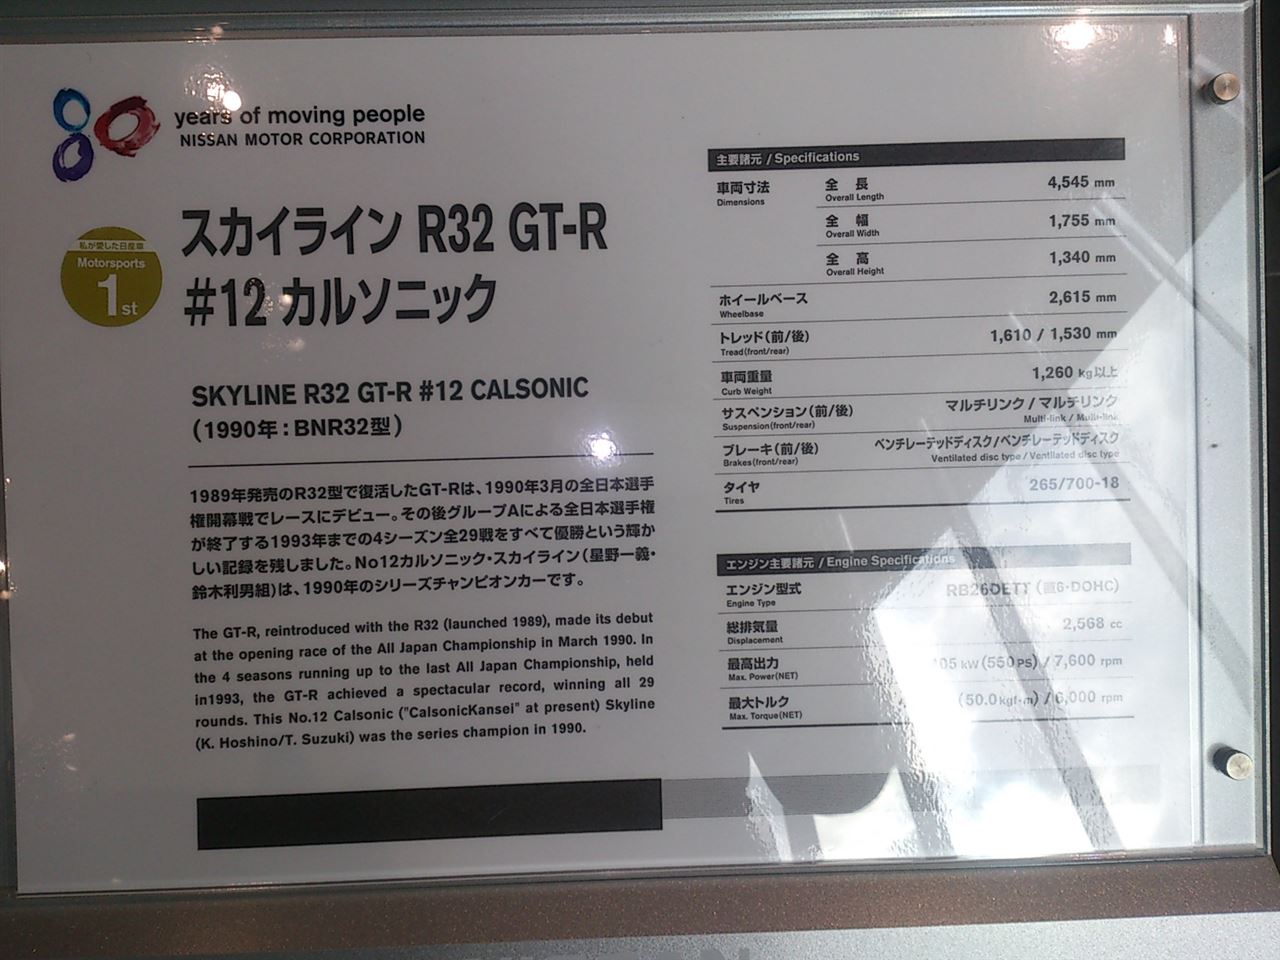 80 years of moving people
NISSAN MOTOR CORPORATION
私が愛した日産車
Motorsports
1st
スカイライン R32 GT-R
#12 カルソニック
SKYLINE R32 GT-R #12 CALSONIC
（1990年：BNR32型）
1989年発売のR32型で復活したGT-Rは、1990年3月の全日本選手
権開幕戦でレースにデビュー。その後グループAによる全日本選手権
が終了する1993年までの4シーズン全29戦をすべて優勝という輝か
しい記録を残しました。No12カルソニック・スカイライン（星野一義・
鈴木利男組）は、1990年のシリーズチャンピオンカーです。
The GT-R, reintroduced with the R32 (launched 1989), made its debut
at the opening race of the All Japan Championship in March 1990. In
the 4 seasons running up to the last All Japan Championship, held
in1993, the GT-R achieved a spectacular record, winning all 29
rounds. This No.12 Calsonic ("CalsonicKansei" at present) Skyline
(K. Hoshino/T. Suzuki) was the series champion in 1990.
主要諸元 / Specifications
車両寸法 全 長 4,545 mm
Dimensions Overall Length
全 幅 1,755 mm
Overall Width
全 高 1,340 mm
Overall Height
ホイールベース 2,615 mm
Wheelbase
トレッド（前/後） 1,610 / 1,530 mm
Tread(front/rear)
車両重量 1,260 kg以上
Curb Weight
サスペンション（前/後） マルチリンク / マルチリンク
Suspension(front/rear) Multi-link / Multi-link
ブレーキ（前/後） ベンチレーテッドディスク/ベンチレーテッドディスク
Brakes(front/rear) Ventilated disc type / Ventilated disc type
タイヤ 265/700-18
Tires
エンジン主要諸元 / Engine Specifications
エンジン型式 RB26DETT (直6・DOHC)
Engine Type
総排気量 2,568 cc
Displacement
最高出力 05 kW (550 PS) / 7,600 rpm
Max. Power(NET)
最大トルク (50.0 kgf・m) / 6,000 rpm
Max. Torque(NET)